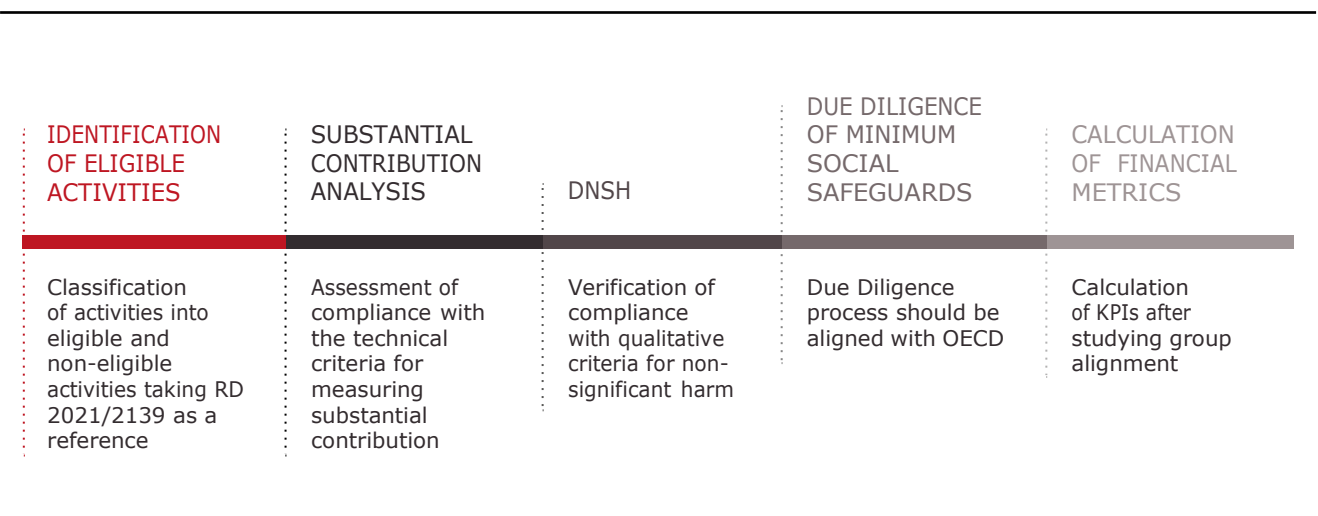 IDENTIFICATION
OF ELIGIBLE
ACTIVITIES
SUBSTANTIAL
CONTRIBUTION
ANALYSIS
DNSH
DUE DILIGENCE
OF MINIMUM
SOCIAL
SAFEGUARDS
CALCULATION
OF FINANCIAL
METRICS
Classification
of activities into
eligible and
non-eligible
activities taking RD
2021/2139 as a
reference
Assessment of
compliance with
the technical
criteria for
measuring
substantial
contribution
Verification of
compliance
with qualitative
criteria for non-
significant harm
Due Diligence
process should be
aligned with OECD
Calculation
of KPIs after
studying group
alignment